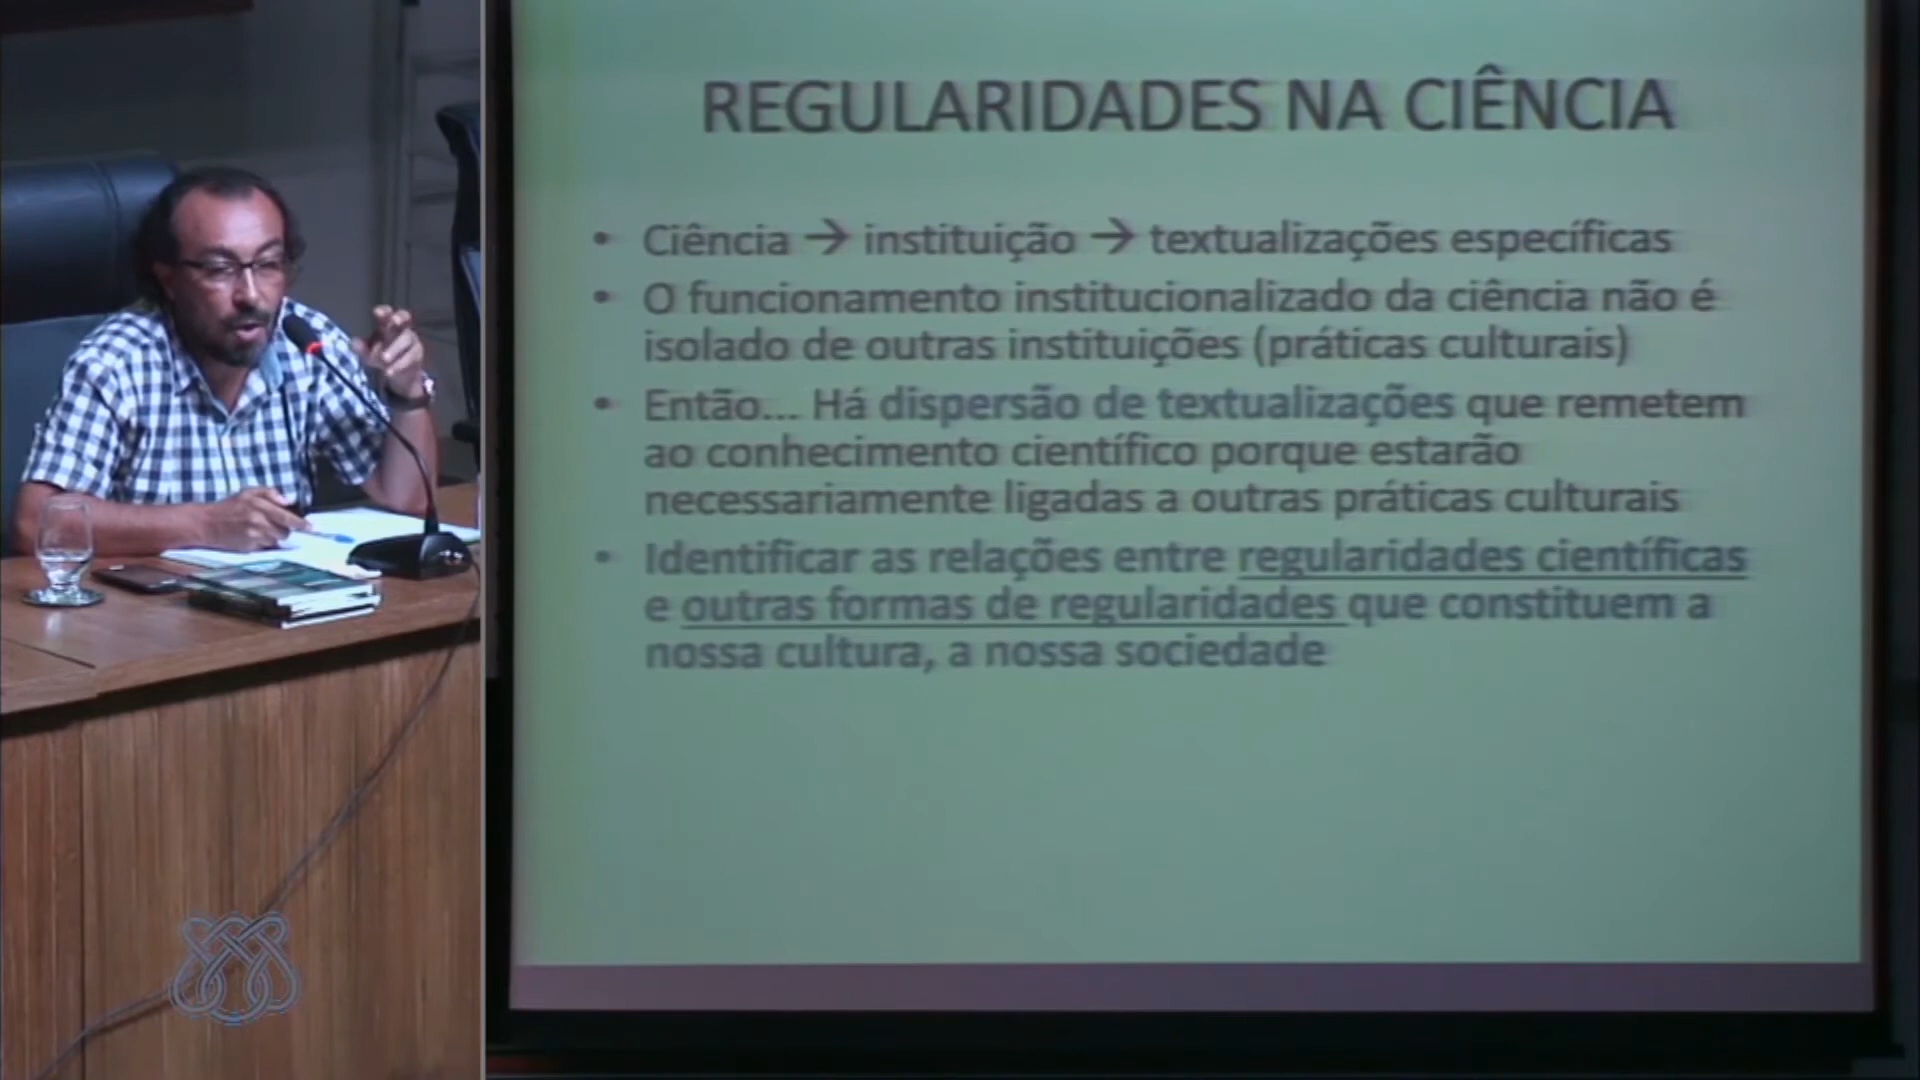 REGULARIDADES NA CIÊNCIA
• Ciência → instituição → textualizações específicas
• O funcionamento institucionalizado da ciência não é
isolado de outras instituições (práticas culturais)
• Então... Há dispersão de textualizações que remetem
ao conhecimento científico porque estarão
necessariamente ligadas a outras práticas culturais
• Identificar as relações entre regularidades científicas
e outras formas de regularidades que constituem a
nossa cultura, a nossa sociedade